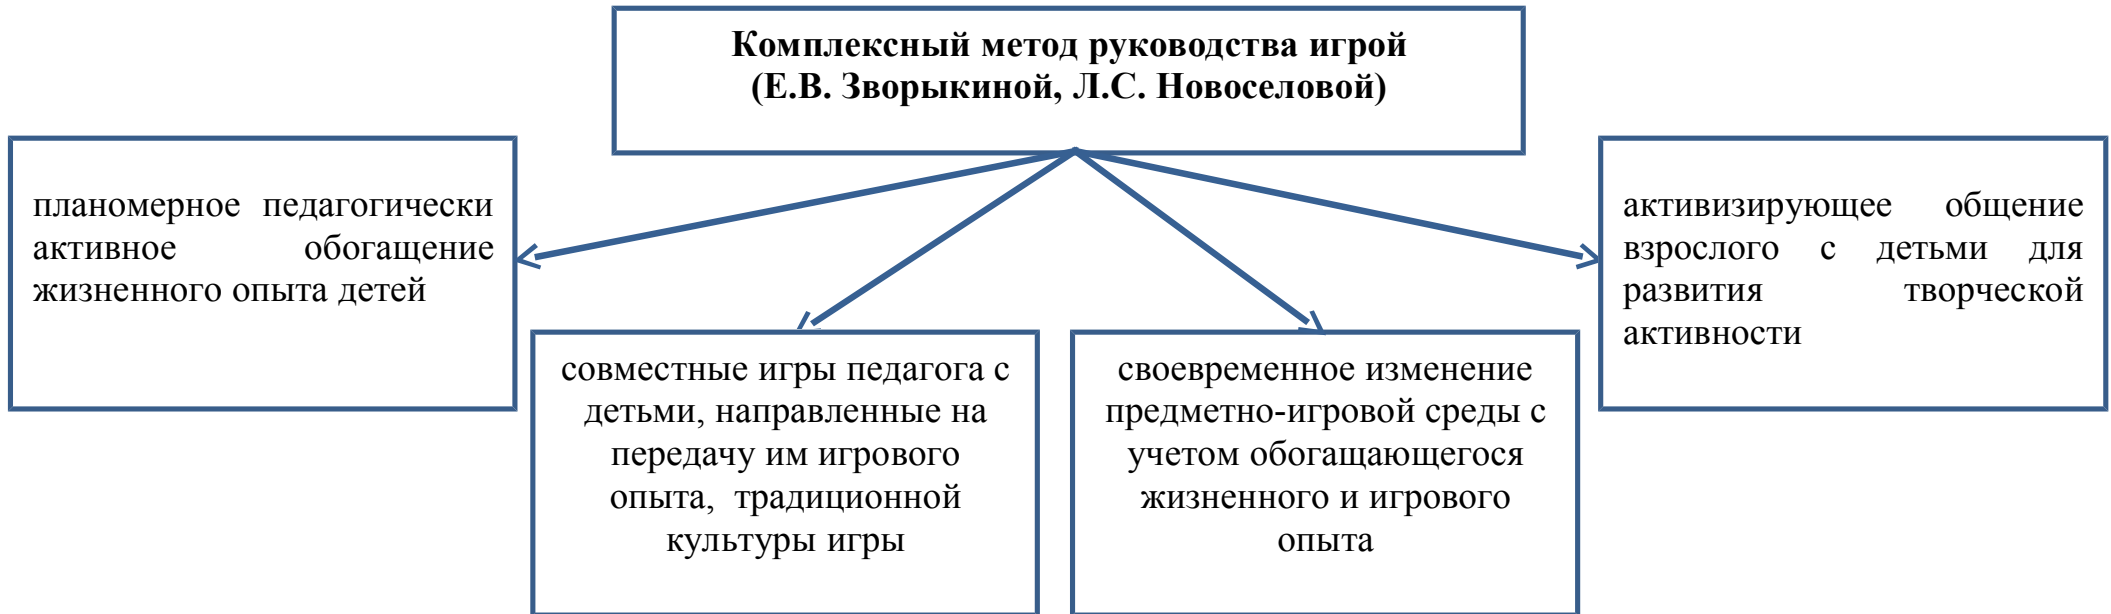 Комплексный метод руководства игрой
(Е.В. Зворыкиной, Л.С. Новоселовой)
планомерное педагогически
активное обогащение
жизненного опыта детей
совместные игры педагога с
детьми, направленные на
передачу им игрового
опыта, традиционной
культуры игры
своевременное изменение
предметно-игровой среды с
учетом обогащающегося
жизненного и игрового
опыта
активизирующее общение
взрослого с детьми для
развития творческой
активности